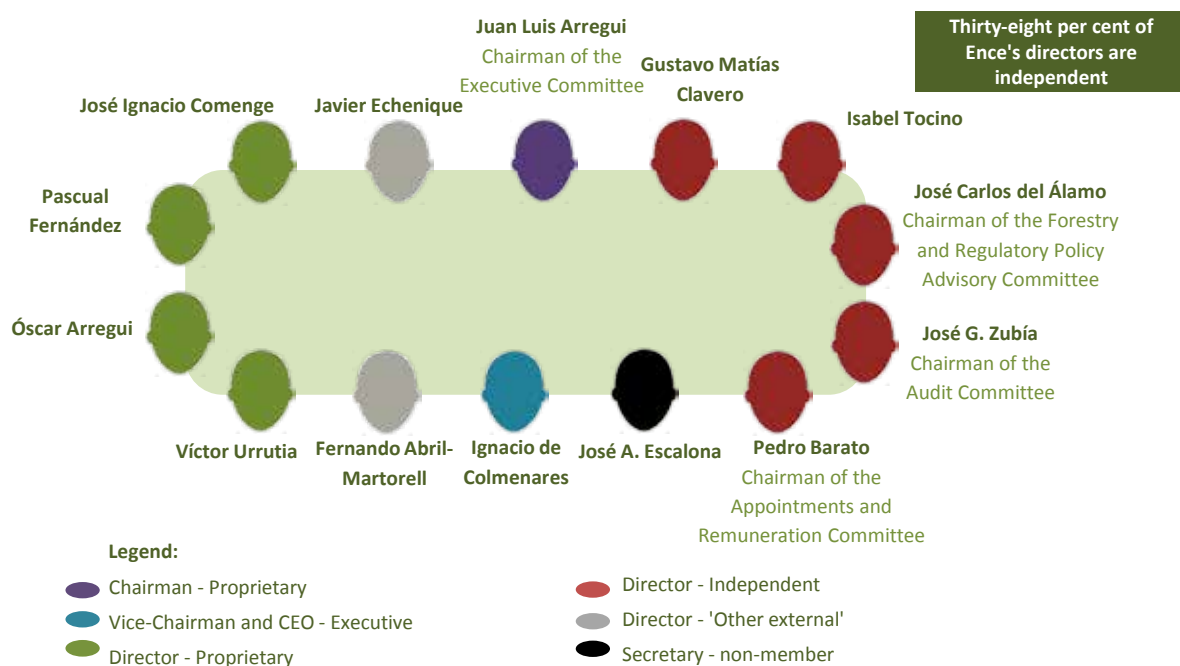 Juan Luis Arregui
Chairman of the
Executive Committee
Gustavo Matías
Clavero
Thirty-eight per cent of
Ence's directors are
independent
José Ignacio Comenge
Javier Echenique
Isabel Tocino
Pascual
Fernández
José Carlos del Álamo
Chairman of the Forestry
and Regulatory Policy
Advisory Committee
Óscar Arregui
José G. Zubía
Chairman of the
Audit Committee
Víctor Urrutia
Fernando Abril-
Martorell
Ignacio de
Colmenares
José A. Escalona
Pedro Barato
Chairman of the
Appointments and
Remuneration Committee
Legend:
Chairman - Proprietary
Vice-Chairman and CEO - Executive
Director - Proprietary
Director - Independent
Director - 'Other external'
Secretary - non-member